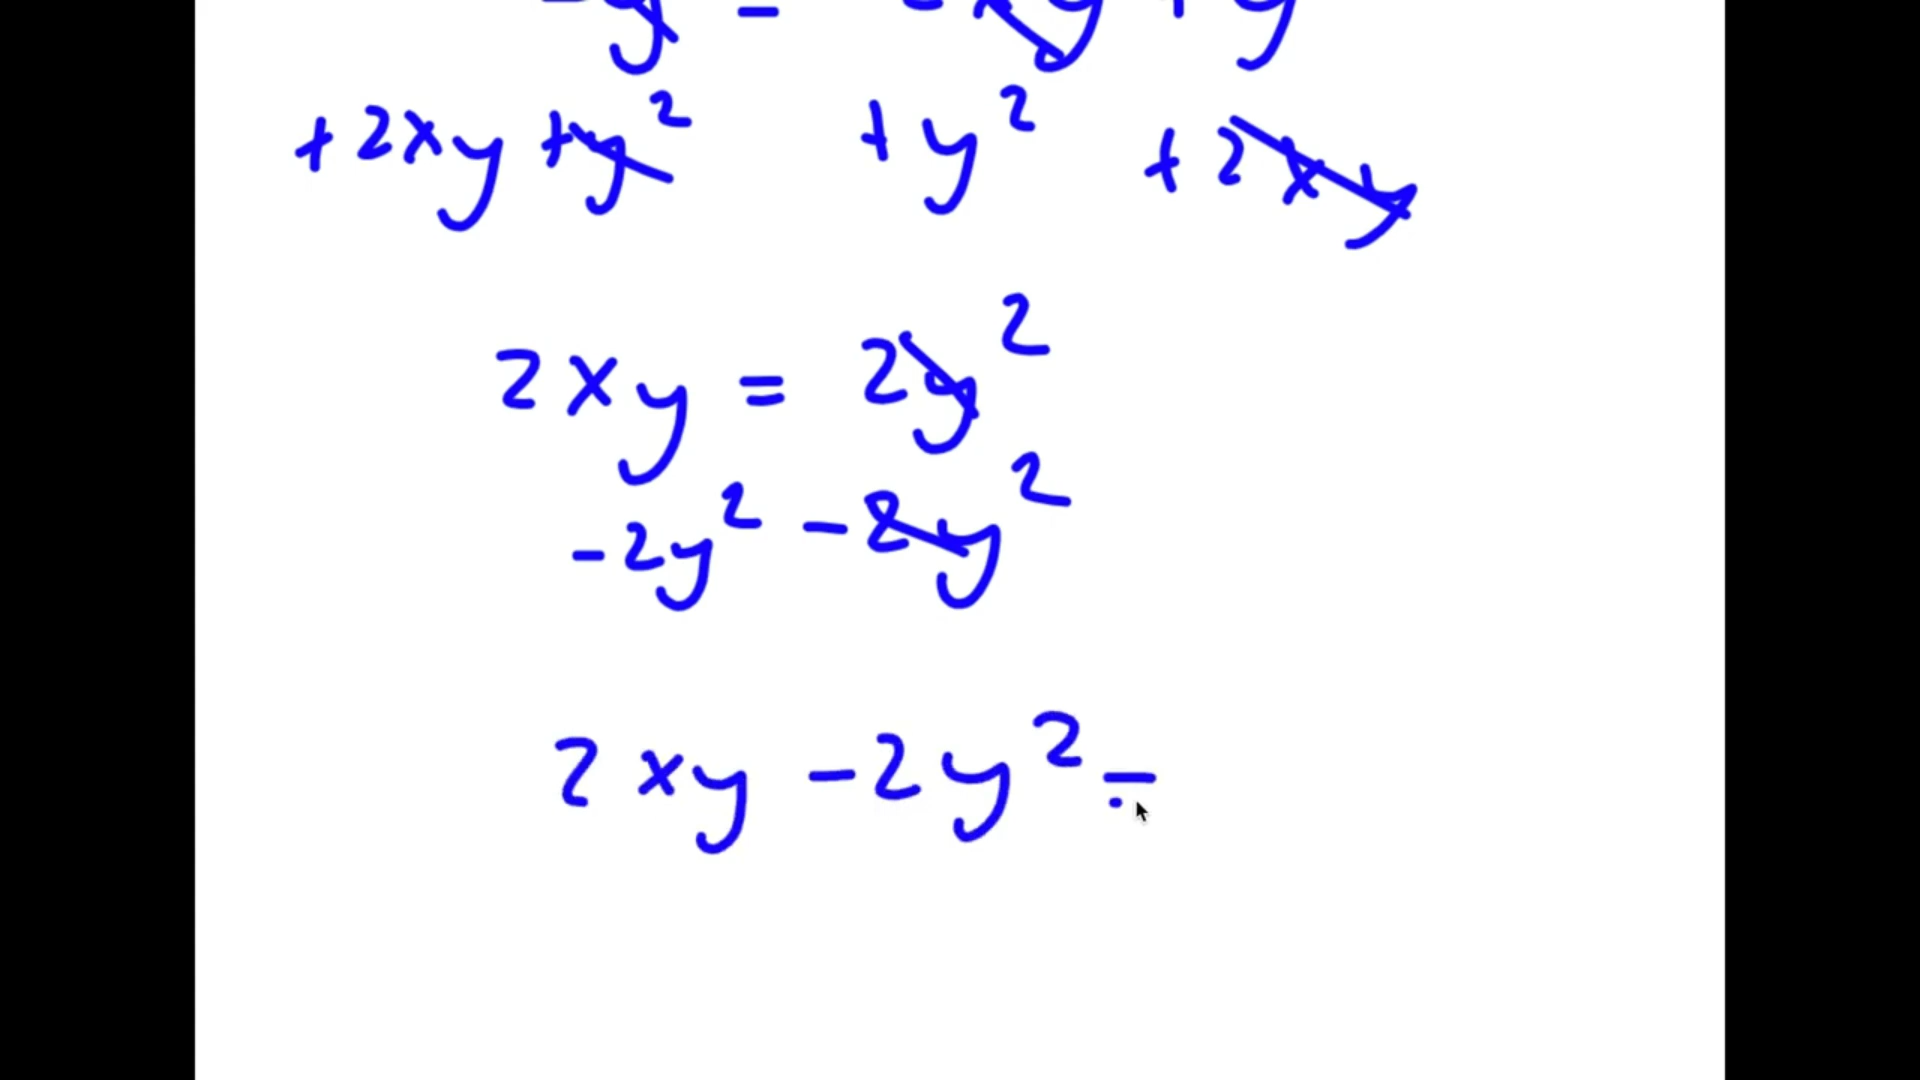 +2xy +y² +y² +2xy
2xy = 2y²
-2y² -2y²
2xy -2y² =